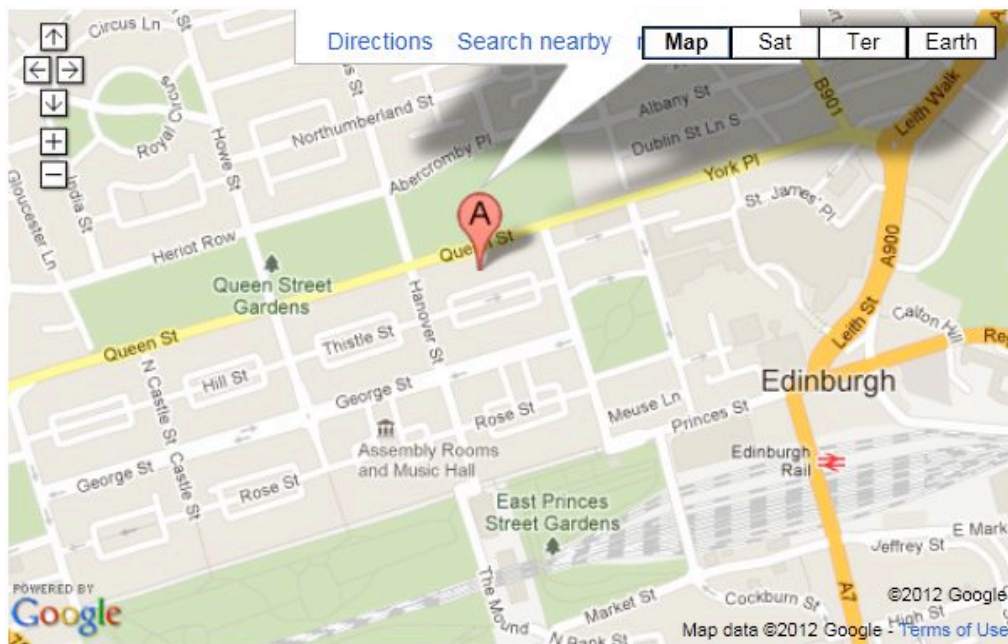 Circus Ln
Directions Search nearby
Map Sat Ter Earth
Royal Circus
Howe St
Northumberland St
Albany St
B901
Leith Walk
Dublin St Ln S
Abercromby Pl
York Pl
Gloucester Ln
India St
Heriot Row
A
Queen St
St. James' Pl
A900
Queen Street
Gardens
Hanover St
Leith St
Calton Hill
Queen St
Thistle St
N Castle St
Hill St
George St
Edinburgh
Rose St
Meuse Ln
Princes St
Assembly Rooms
and Music Hall
Edinburgh
Rail
George St
Castle St
Rose St
East Princes
Street Gardens
E Mark
Jeffrey St
The Mound
A7
POWERED BY
Google
©2012 Google
Market St
Cockburn St
High St
N Bank St
Map data ©2012 Google - Terms of Use